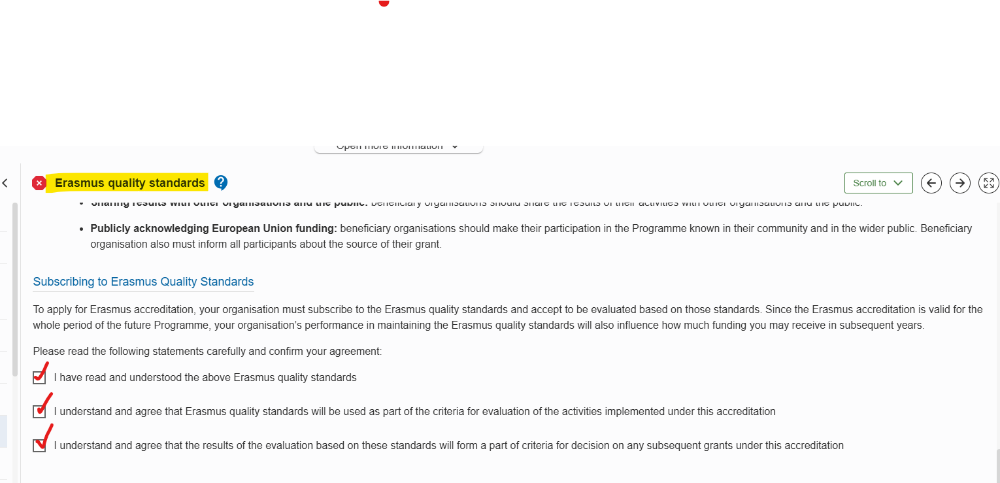 Open more information
Erasmus quality standards
Scroll to
• Sharing results with other organisations and the public: beneficiary organisations should share the results of their activities with other organisations and the public.
• Publicly acknowledging European Union funding: beneficiary organisations should make their participation in the Programme known in their community and in the wider public. Beneficiary
organisation also must inform all participants about the source of their grant.
Subscribing to Erasmus Quality Standards
To apply for Erasmus accreditation, your organisation must subscribe to the Erasmus quality standards and accept to be evaluated based on those standards. Since the Erasmus accreditation is valid for the
whole period of the future Programme, your organisation’s performance in maintaining the Erasmus quality standards will also influence how much funding you may receive in subsequent years.
Please read the following statements carefully and confirm your agreement:
I have read and understood the above Erasmus quality standards
I understand and agree that Erasmus quality standards will be used as part of the criteria for evaluation of the activities implemented under this accreditation
I understand and agree that the results of the evaluation based on these standards will form a part of criteria for decision on any subsequent grants under this accreditation